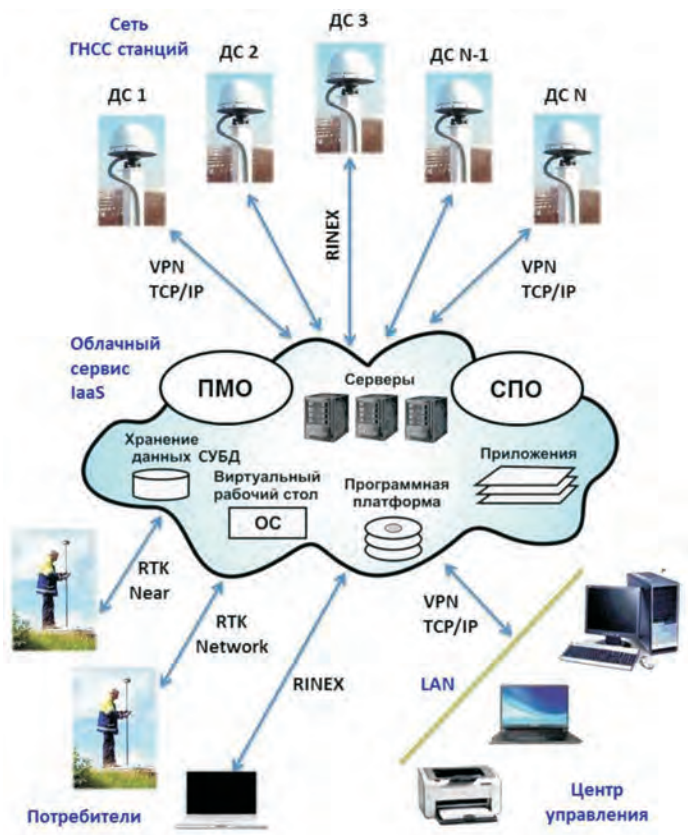 Сеть
ГНСС станций
ДС 1
ДС 2
ДС 3
ДС N-1
ДС N
RINEX
VPN
TCP/IP
VPN
TCP/IP
Облачный
сервис
IaaS
ПМО
Серверы
СПО
Хранение
данных СУБД
Виртуальный
рабочий стол
ОС
Программная
платформа
Приложения
RTK
Near
RTK
Network
RINEX
VPN
TCP/IP
LAN
Потребители
Центр
управления